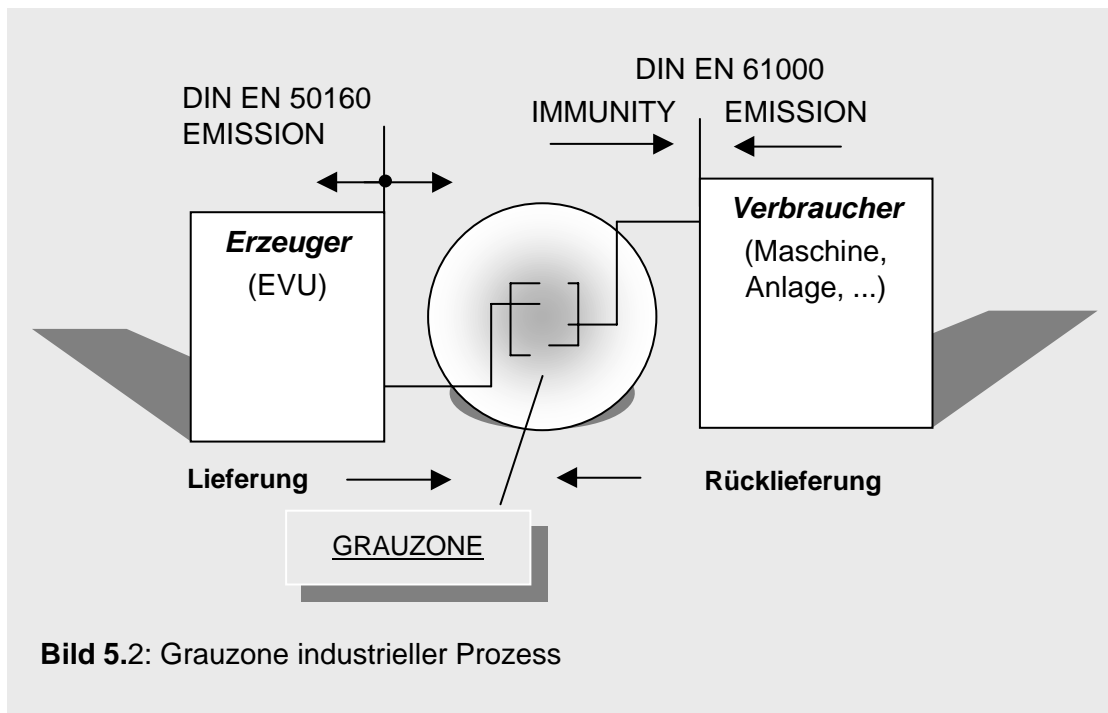 DIN EN 50160
EMISSION
DIN EN 61000
IMMUNITY EMISSION
Erzeuger
(EVU)
Verbraucher
(Maschine,
Anlage, ...)
Lieferung
Rücklieferung
GRAUZONE
Bild 5.2: Grauzone industrieller Prozess